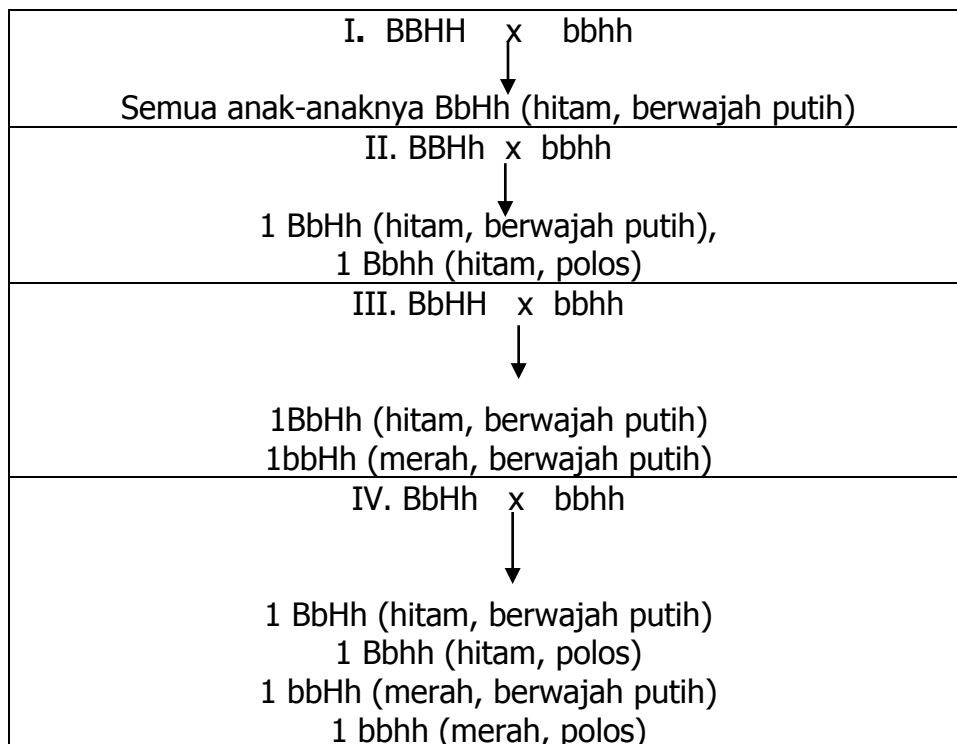 I. BBHH x bbhh
Semua anak-anaknya BbHh (hitam, berwajah putih)
II. BBHh x bbhh
1 BbHh (hitam, berwajah putih),
1 Bbhh (hitam, polos)
III. BbHH x bbhh
1BbHh (hitam, berwajah putih)
1bbHh (merah, berwajah putih)
IV. BbHh x bbhh
1 BbHh (hitam, berwajah putih)
1 Bbhh (hitam, polos)
1 bbHh (merah, berwajah putih)
1 bbhh (merah, polos)